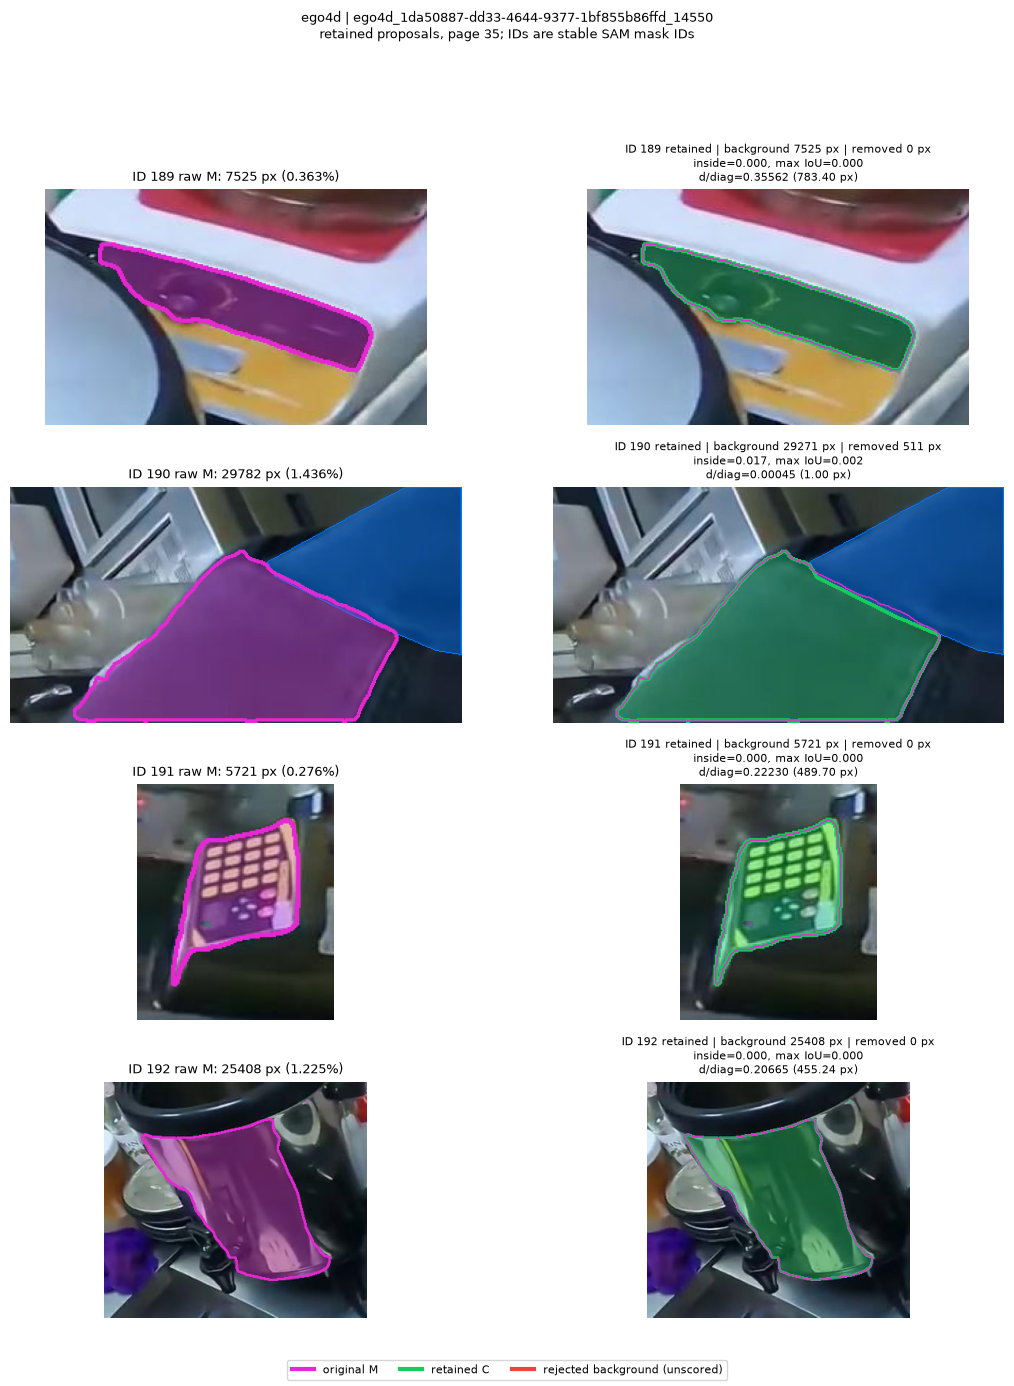 ego4d | ego4d_1da50887-dd33-4644-9377-1bf855b86ffd_14550
retained proposals, page 35; IDs are stable SAM mask IDs
ID 189 raw M: 7525 px (0.363%)
ID 189 retained | background 7525 px | removed 0 px
inside=0.000, max IoU=0.000
d/diag=0.35562 (783.40 px)
ID 190 raw M: 29782 px (1.436%)
ID 190 retained | background 29271 px | removed 511 px
inside=0.017, max IoU=0.002
d/diag=0.00045 (1.00 px)
ID 191 raw M: 5721 px (0.276%)
ID 191 retained | background 5721 px | removed 0 px
inside=0.000, max IoU=0.000
d/diag=0.22230 (489.70 px)
ID 192 raw M: 25408 px (1.225%)
ID 192 retained | background 25408 px | removed 0 px
inside=0.000, max IoU=0.000
d/diag=0.20665 (455.24 px)
original M
retained C
rejected background (unscored)